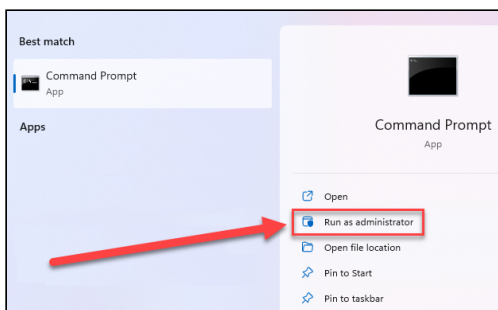 Best match
Command Prompt
App
Apps
Command Prompt
App
Open
Run as administrator
Open file location
Pin to Start
Pin to taskbar